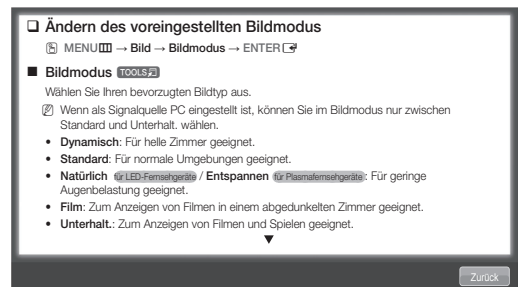 ❑ Ändern des voreingestellten Bildmodus
MENU → Bild → Bildmodus → ENTER
■ Bildmodus TOOLS
Wählen Sie Ihren bevorzugten Bildtyp aus.
Wenn als Signalquelle PC eingestellt ist, können Sie im Bildmodus nur zwischen
Standard und Unterhalt. wählen.
• Dynamisch: Für helle Zimmer geeignet.
• Standard: Für normale Umgebungen geeignet.
• Natürlich für LED-Fernsehgeräte / Entspannen für Plasmafernsehgeräte: Für geringe
Augenbelastung geeignet.
• Film: Zum Anzeigen von Filmen in einem abgedunkelten Zimmer geeignet.
• Unterhalt.: Zum Anzeigen von Filmen und Spielen geeignet.
▼
Zurück